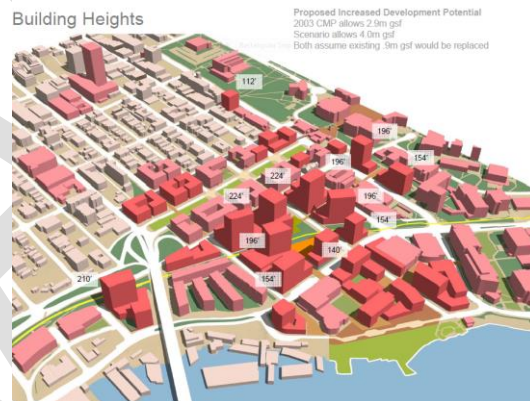 Building Heights
Proposed Increased Development Potential
2003 CMP allows 2.9m gsf
Scenario allows 4.0m gsf
Both assume existing .9m gsf would be replaced
112'
196'
196'
154'
224'
224'
196'
154'
196'
140'
210'
154'